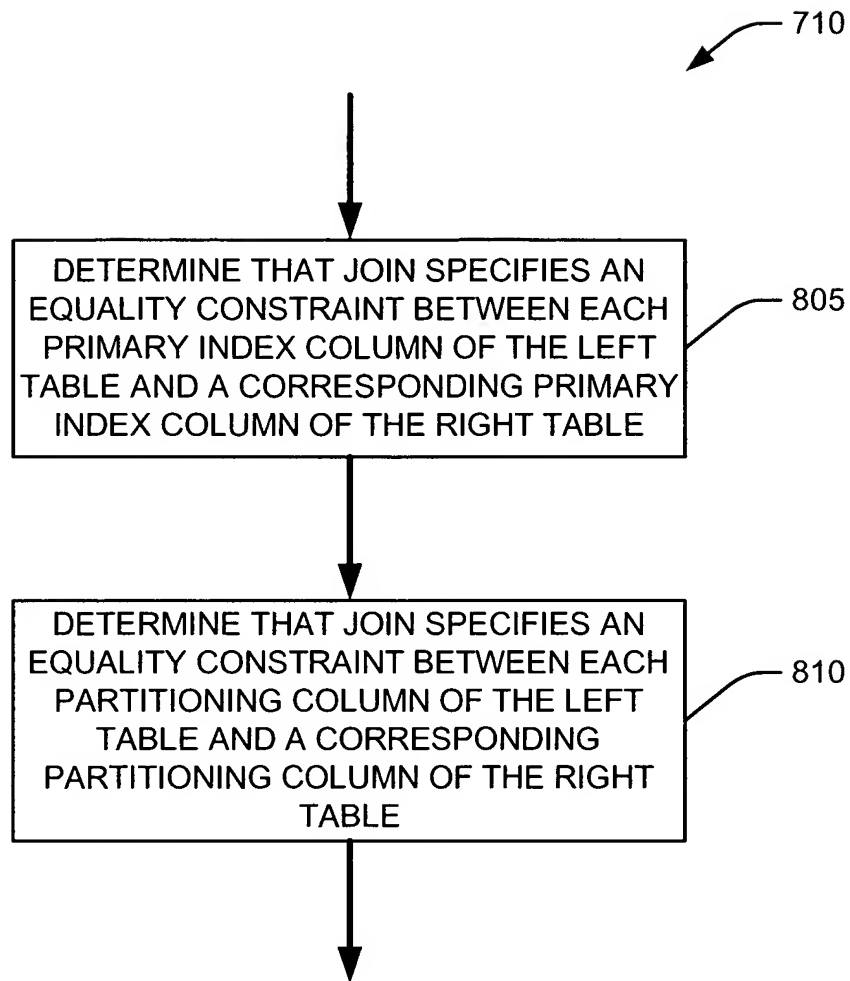 710
DETERMINE THAT JOIN SPECIFIES AN
EQUALITY CONSTRAINT BETWEEN EACH
PRIMARY INDEX COLUMN OF THE LEFT
TABLE AND A CORRESPONDING PRIMARY
INDEX COLUMN OF THE RIGHT TABLE
805
DETERMINE THAT JOIN SPECIFIES AN
EQUALITY CONSTRAINT BETWEEN EACH
PARTITIONING COLUMN OF THE LEFT
TABLE AND A CORRESPONDING
PARTITIONING COLUMN OF THE RIGHT
TABLE
810